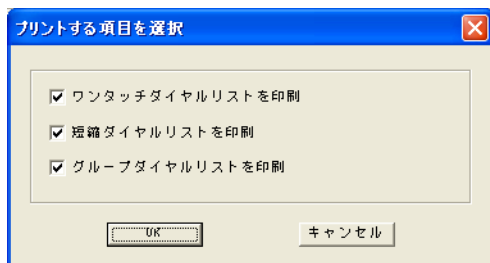 プリントする項目を選択
ワンタッチダイヤルリストを印刷
短縮ダイヤルリストを印刷
グループダイヤルリストを印刷
OK キャンセル